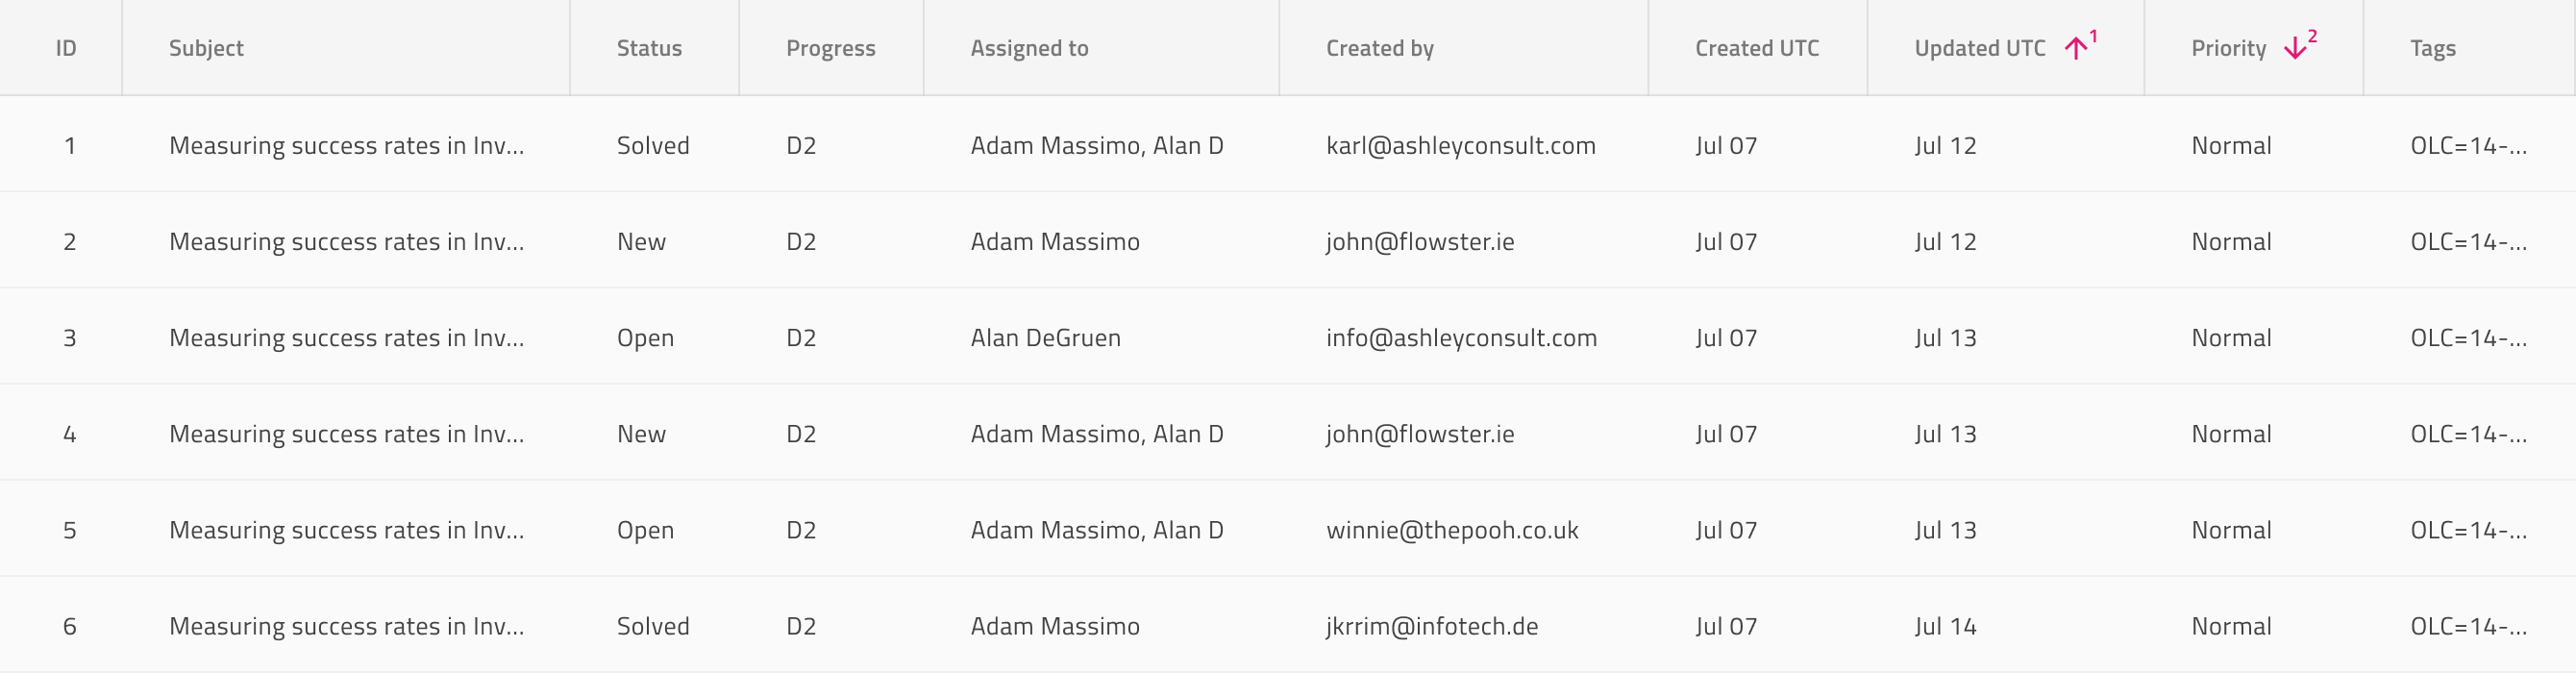 ID Subject Status Progress Assigned to Created by Created UTC Updated UTC 1 Priority 2 Tags
1 Measuring success rates in Inv... Solved D2 Adam Massimo, Alan D karl@ashleyconsult.com Jul 07 Jul 12 Normal OLC=14-...
2 Measuring success rates in Inv... New D2 Adam Massimo john@flowster.ie Jul 07 Jul 12 Normal OLC=14-...
3 Measuring success rates in Inv... Open D2 Alan DeGruen info@ashleyconsult.com Jul 07 Jul 13 Normal OLC=14-...
4 Measuring success rates in Inv... New D2 Adam Massimo, Alan D john@flowster.ie Jul 07 Jul 13 Normal OLC=14-...
5 Measuring success rates in Inv... Open D2 Adam Massimo, Alan D winnie@thepooh.co.uk Jul 07 Jul 13 Normal OLC=14-...
6 Measuring success rates in Inv... Solved D2 Adam Massimo jkrrim@infotech.de Jul 07 Jul 14 Normal OLC=14-...